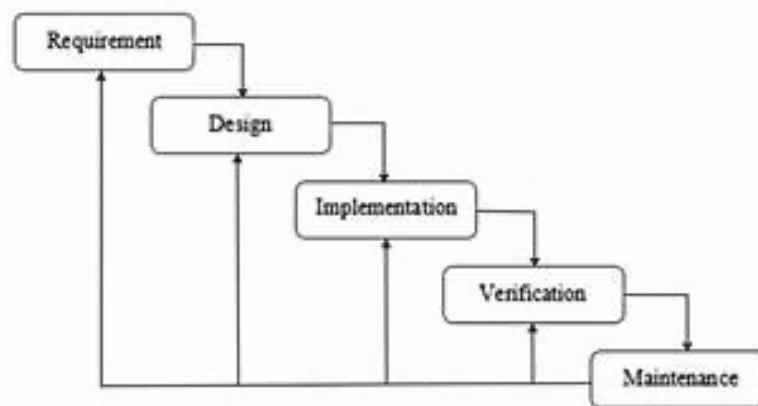 Requirement
Design
Implementation
Verification
Maintenance